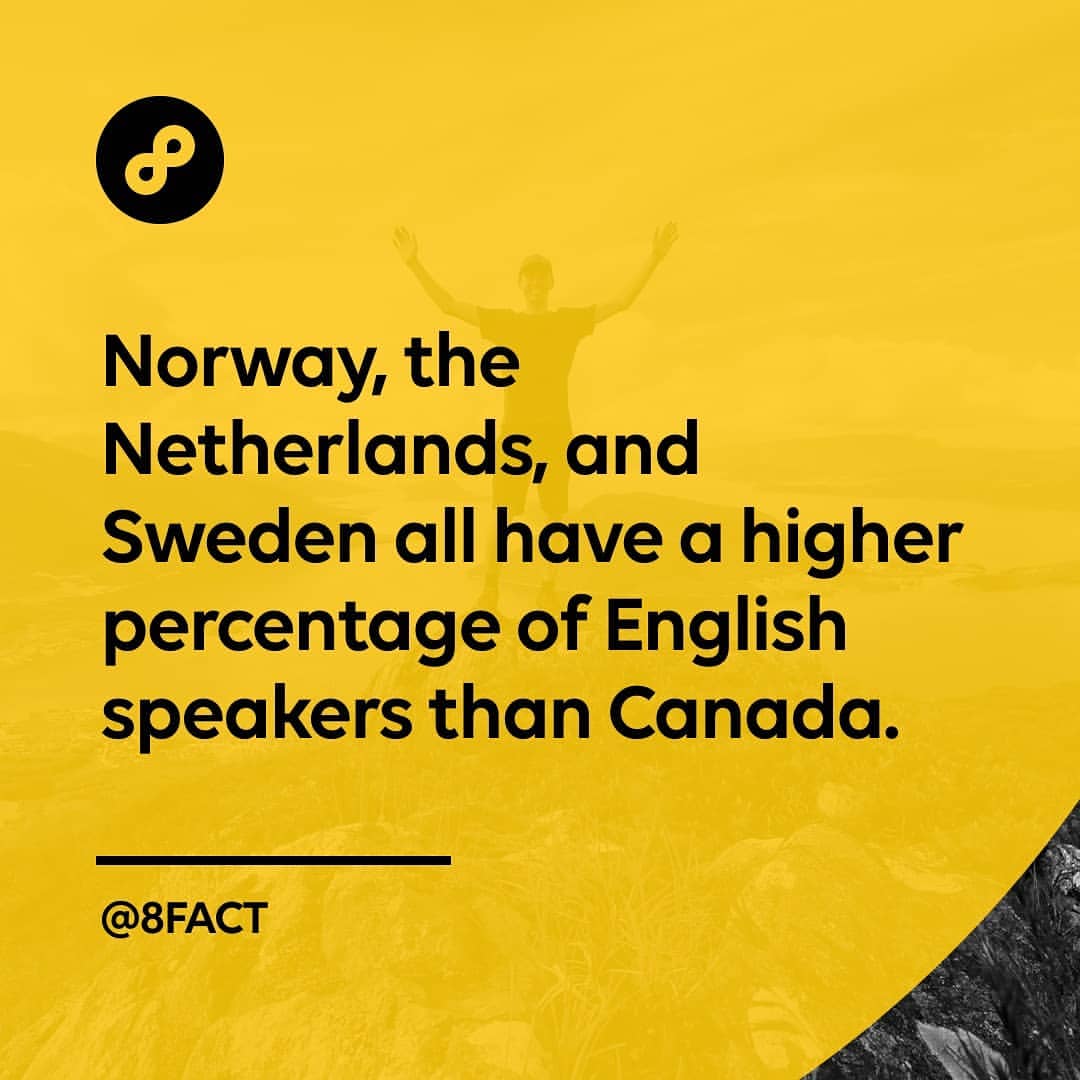 Norway, the
Netherlands, and
Sweden all have a higher
percentage of English
speakers than Canada.
@8FACT